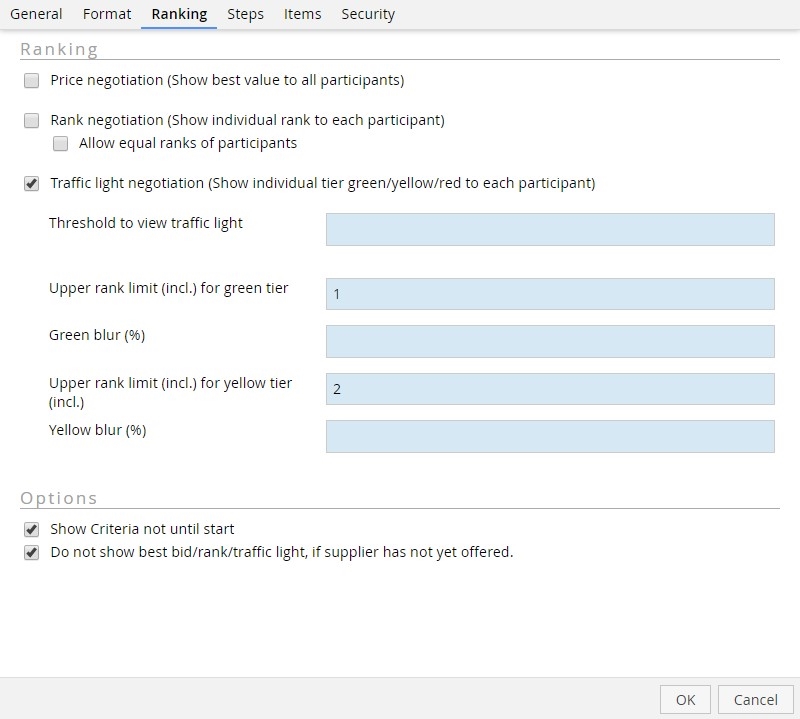 General Format Ranking Steps Items Security
Ranking
Price negotiation (Show best value to all participants)
Rank negotiation (Show individual rank to each participant)
Allow equal ranks of participants
Traffic light negotiation (Show individual tier green/yellow/red to each participant)
Threshold to view traffic light
Upper rank limit (incl.) for green tier 1
Green blur (%)
Upper rank limit (incl.) for yellow tier 2
(incl.)
Yellow blur (%)
Options
Show Criteria not until start
Do not show best bid/rank/traffic light, if supplier has not yet offered.
OK Cancel